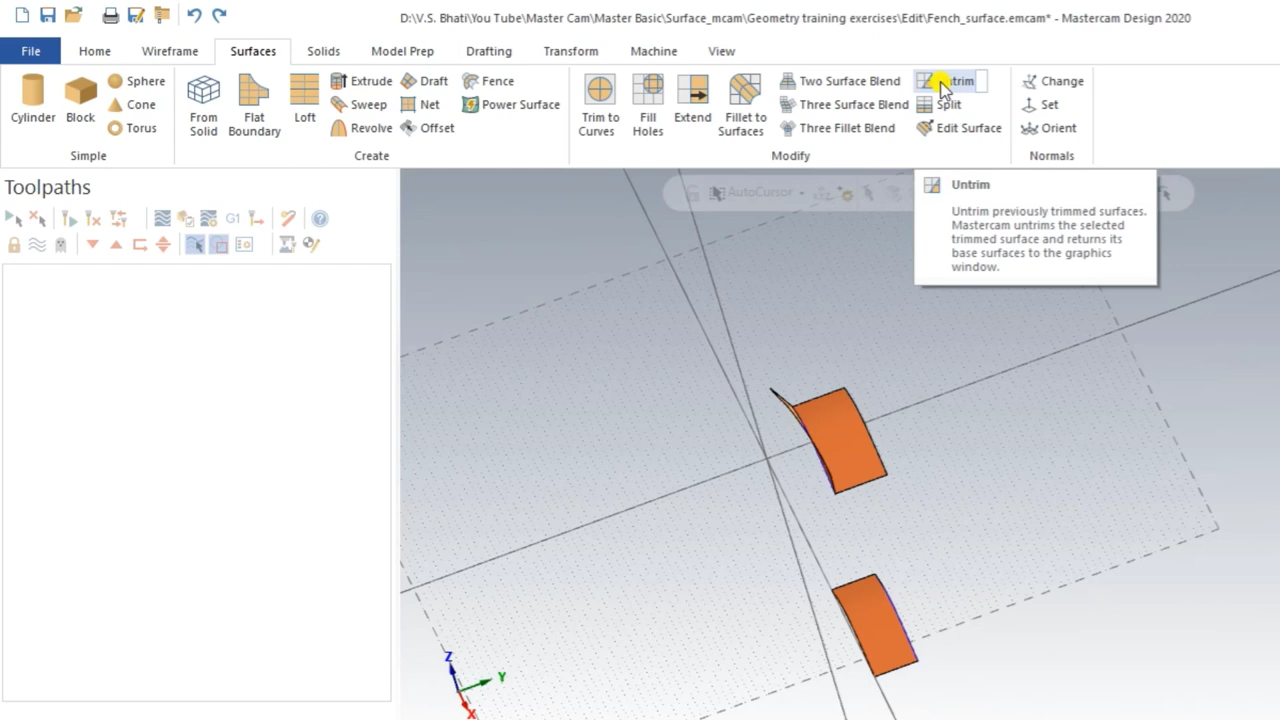 D:\V.S. Bhati\You Tube\Master Cam\Master Basic\Surface_mcam\Geometry training exercises\Edit\Fench_surface.emcam* - Mastercam Design 2020
File Home Wireframe Surfaces Solids Model Prep Drafting Transform Machine View
Cylinder
Block
Sphere
Cone
Torus
Simple
From Solid
Flat Boundary
Loft
Extrude
Sweep
Revolve
Draft
Net
Offset
Fence
Power Surface
Create
Trim to Curves
Fill Holes
Extend
Fillet to Surfaces
Two Surface Blend
Three Surface Blend
Three Fillet Blend
Split
Edit Surface
Modify
Change
Set
Orient
Normals
Toolpaths
G1
AutoCursor
Untrim
Untrim previously trimmed surfaces.
Mastercam untrims the selected
trimmed surface and returns its
base surfaces to the graphics
window.
Z
Y
X